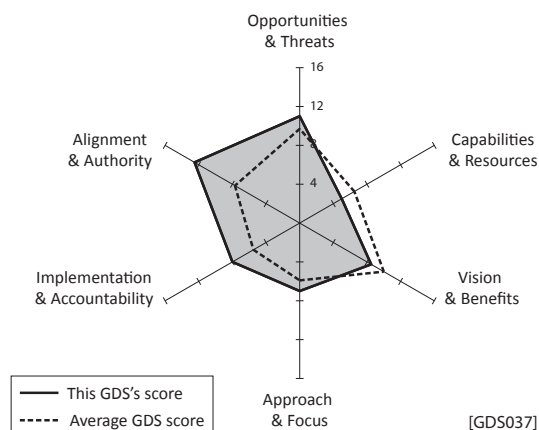 Opportunities
& Threats
16
12
8
4
Alignment
& Authority
Capabilities
& Resources
Implementation
& Accountability
Vision
& Benefits
Approach
& Focus
This GDS's score
Average GDS score
[GDS037]